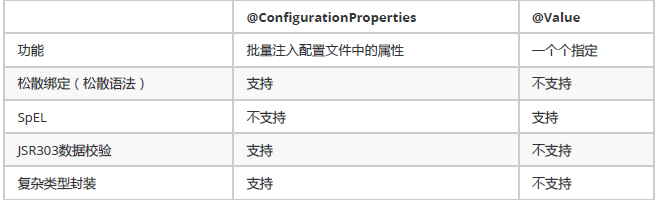 @ConfigurationProperties @Value
功能 批量注入配置文件中的属性 一个个指定
松散绑定（松散语法） 支持 不支持
SpEL 不支持 支持
JSR303数据校验 支持 不支持
复杂类型封装 支持 不支持